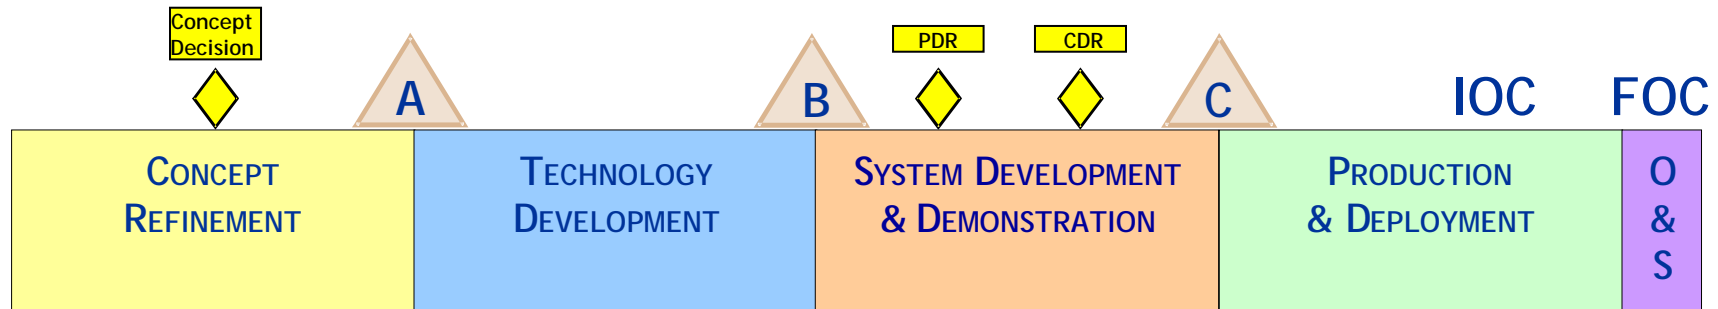 Concept
Decision
A
B
PDR
CDR
C
IOC
FOC
CONCEPT
REFINEMENT
TECHNOLOGY
DEVELOPMENT
SYSTEM DEVELOPMENT
& DEMONSTRATION
PRODUCTION
& DEPLOYMENT
O
&
S